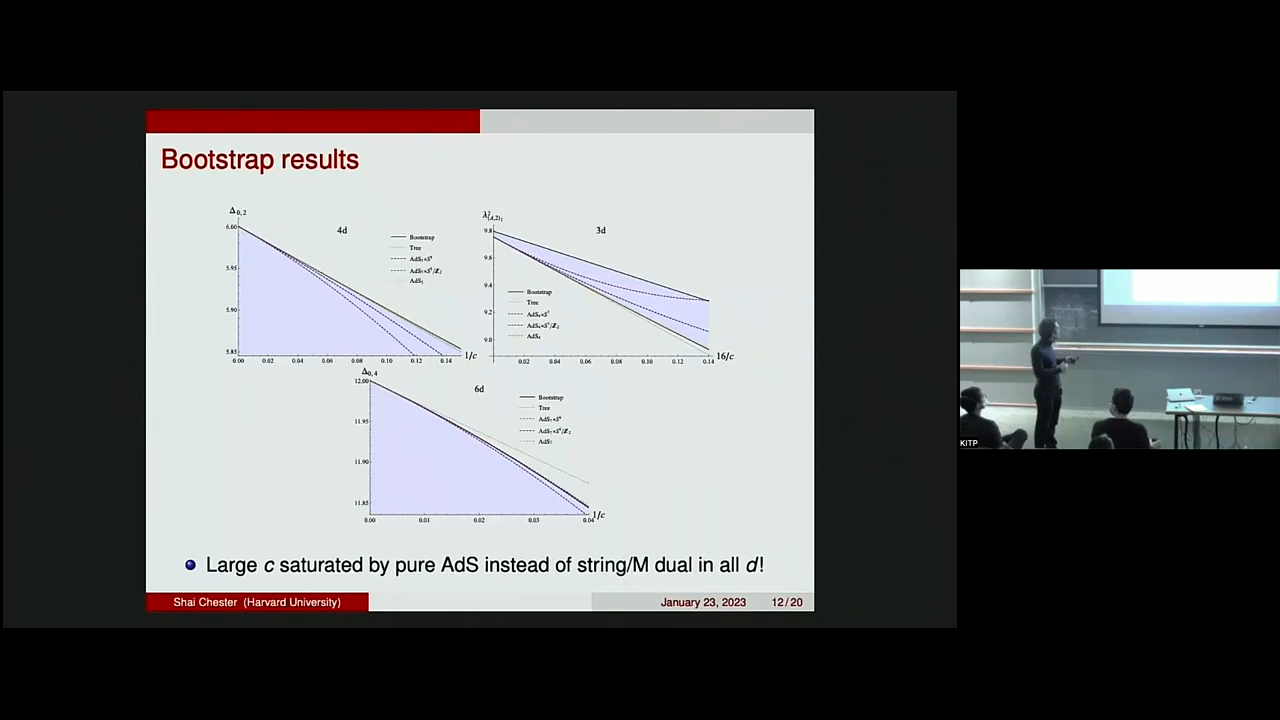 Bootstrap results
Δ0,2
4d
6.00
5.95
5.90
5.85
0.00 0.02 0.04 0.06 0.08 0.10 0.12 0.14
1/c
Bootstrap
Tree
AdS5×S5
AdS5×S5/Z2
AdS5
λ²(A,2)1
3d
9.8
9.6
9.4
9.2
9.0
0.02 0.04 0.06 0.08 0.10 0.12 0.14
16/c
Bootstrap
Tree
AdS4×S7
AdS4×S7/Z2
AdS4
Δ0,4
6d
12.00
11.95
11.90
11.85
0.00 0.01 0.02 0.03 0.04
1/c
Bootstrap
Tree
AdS7×S4
AdS7×S4/Z2
AdS7
Large c saturated by pure AdS instead of string/M dual in all d!
Shai Chester (Harvard University)
January 23, 2023
12/20
KITP